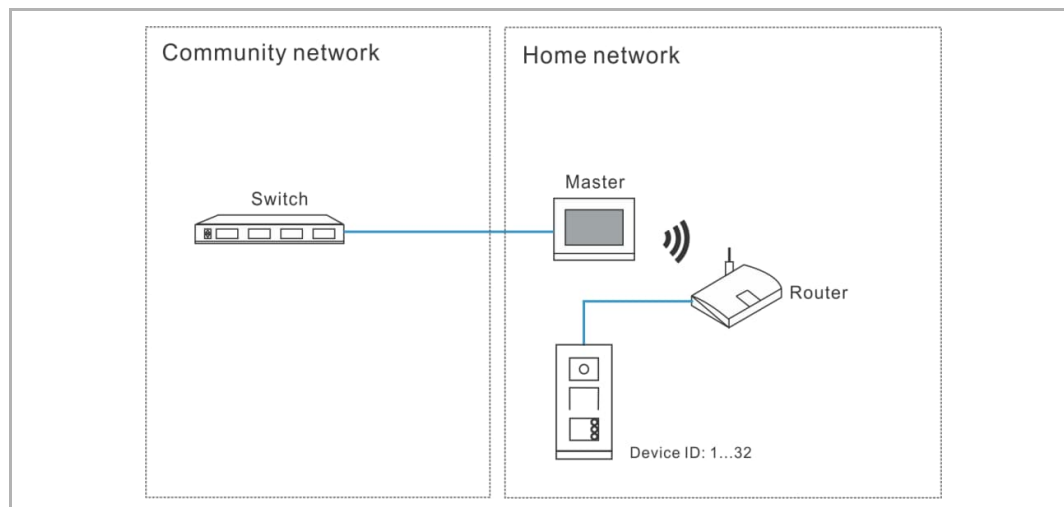 Community network
Home network
Master
Switch
Router
Device ID: 1...32